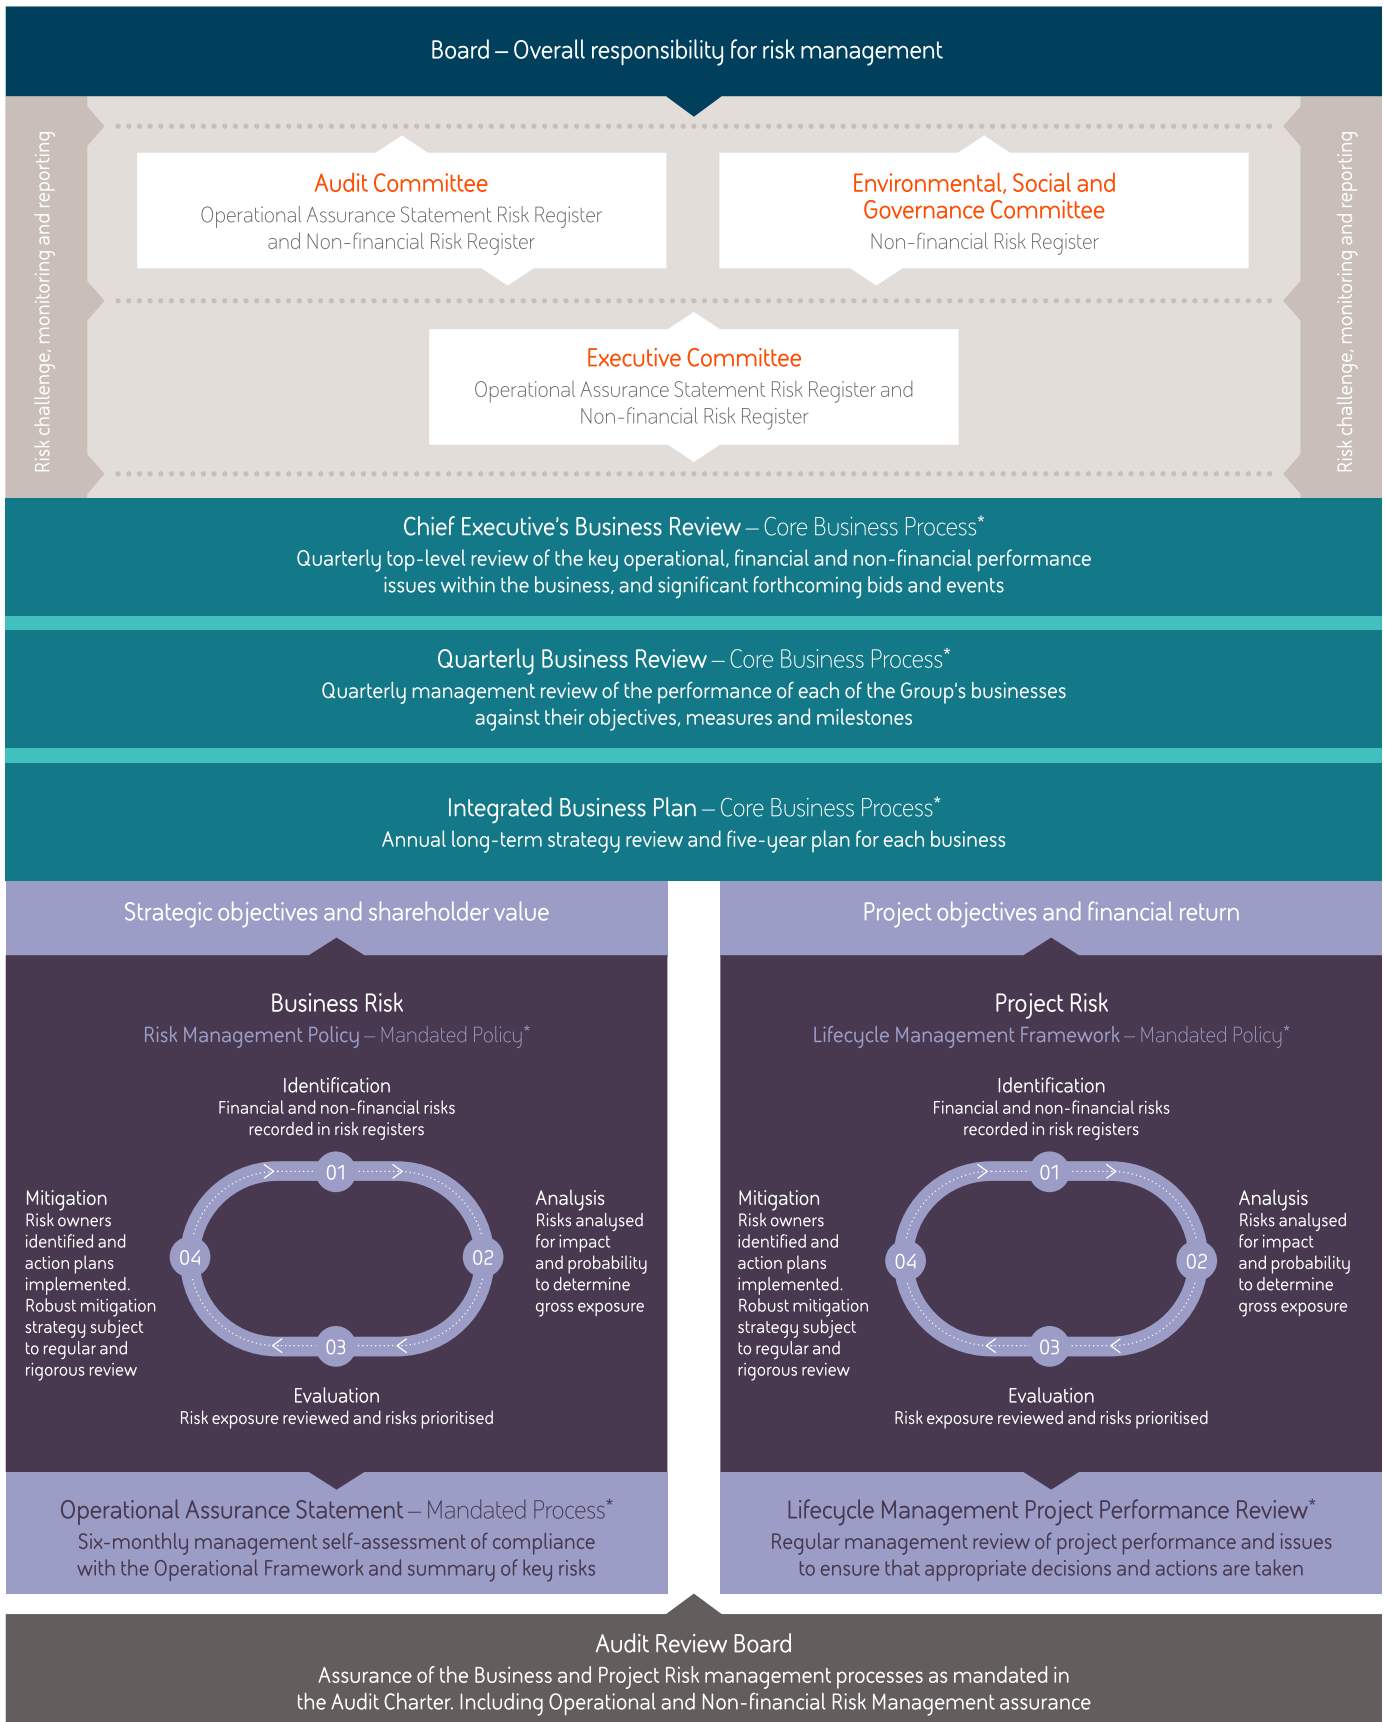 Board – Overall responsibility for risk management
Risk challenge, monitoring and reporting
Audit Committee
Operational Assurance Statement Risk Register
and Non-financial Risk Register
Environmental, Social and
Governance Committee
Non-financial Risk Register
Risk challenge, monitoring and reporting
Executive Committee
Operational Assurance Statement Risk Register and
Non-financial Risk Register
Chief Executive's Business Review – Core Business Process*
Quarterly top-level review of the key operational, financial and non-financial performance
issues within the business, and significant forthcoming bids and events
Quarterly Business Review – Core Business Process*
Quarterly management review of the performance of each of the Group's businesses
against their objectives, measures and milestones
Integrated Business Plan – Core Business Process*
Annual long-term strategy review and five-year plan for each business
Strategic objectives and shareholder value
Business Risk
Risk Management Policy – Mandated Policy*
Identification
Financial and non-financial risks
recorded in risk registers
01
Analysis
Risks analysed
for impact
and probability
to determine
gross exposure
02
Evaluation
Risk exposure reviewed and risks prioritised
03
Mitigation
Risk owners
identified and
action plans
implemented.
Robust mitigation
strategy subject
to regular and
rigorous review
04
Operational Assurance Statement – Mandated Process*
Six-monthly management self-assessment of compliance
with the Operational Framework and summary of key risks
Project objectives and financial return
Project Risk
Lifecycle Management Framework – Mandated Policy*
Identification
Financial and non-financial risks
recorded in risk registers
01
Analysis
Risks analysed
for impact
and probability
to determine
gross exposure
02
Evaluation
Risk exposure reviewed and risks prioritised
03
Mitigation
Risk owners
identified and
action plans
implemented.
Robust mitigation
strategy subject
to regular and
rigorous review
04
Lifecycle Management Project Performance Review*
Regular management review of project performance and issues
to ensure that appropriate decisions and actions are taken
Audit Review Board
Assurance of the Business and Project Risk management processes as mandated in
the Audit Charter. Including Operational and Non-financial Risk Management assurance